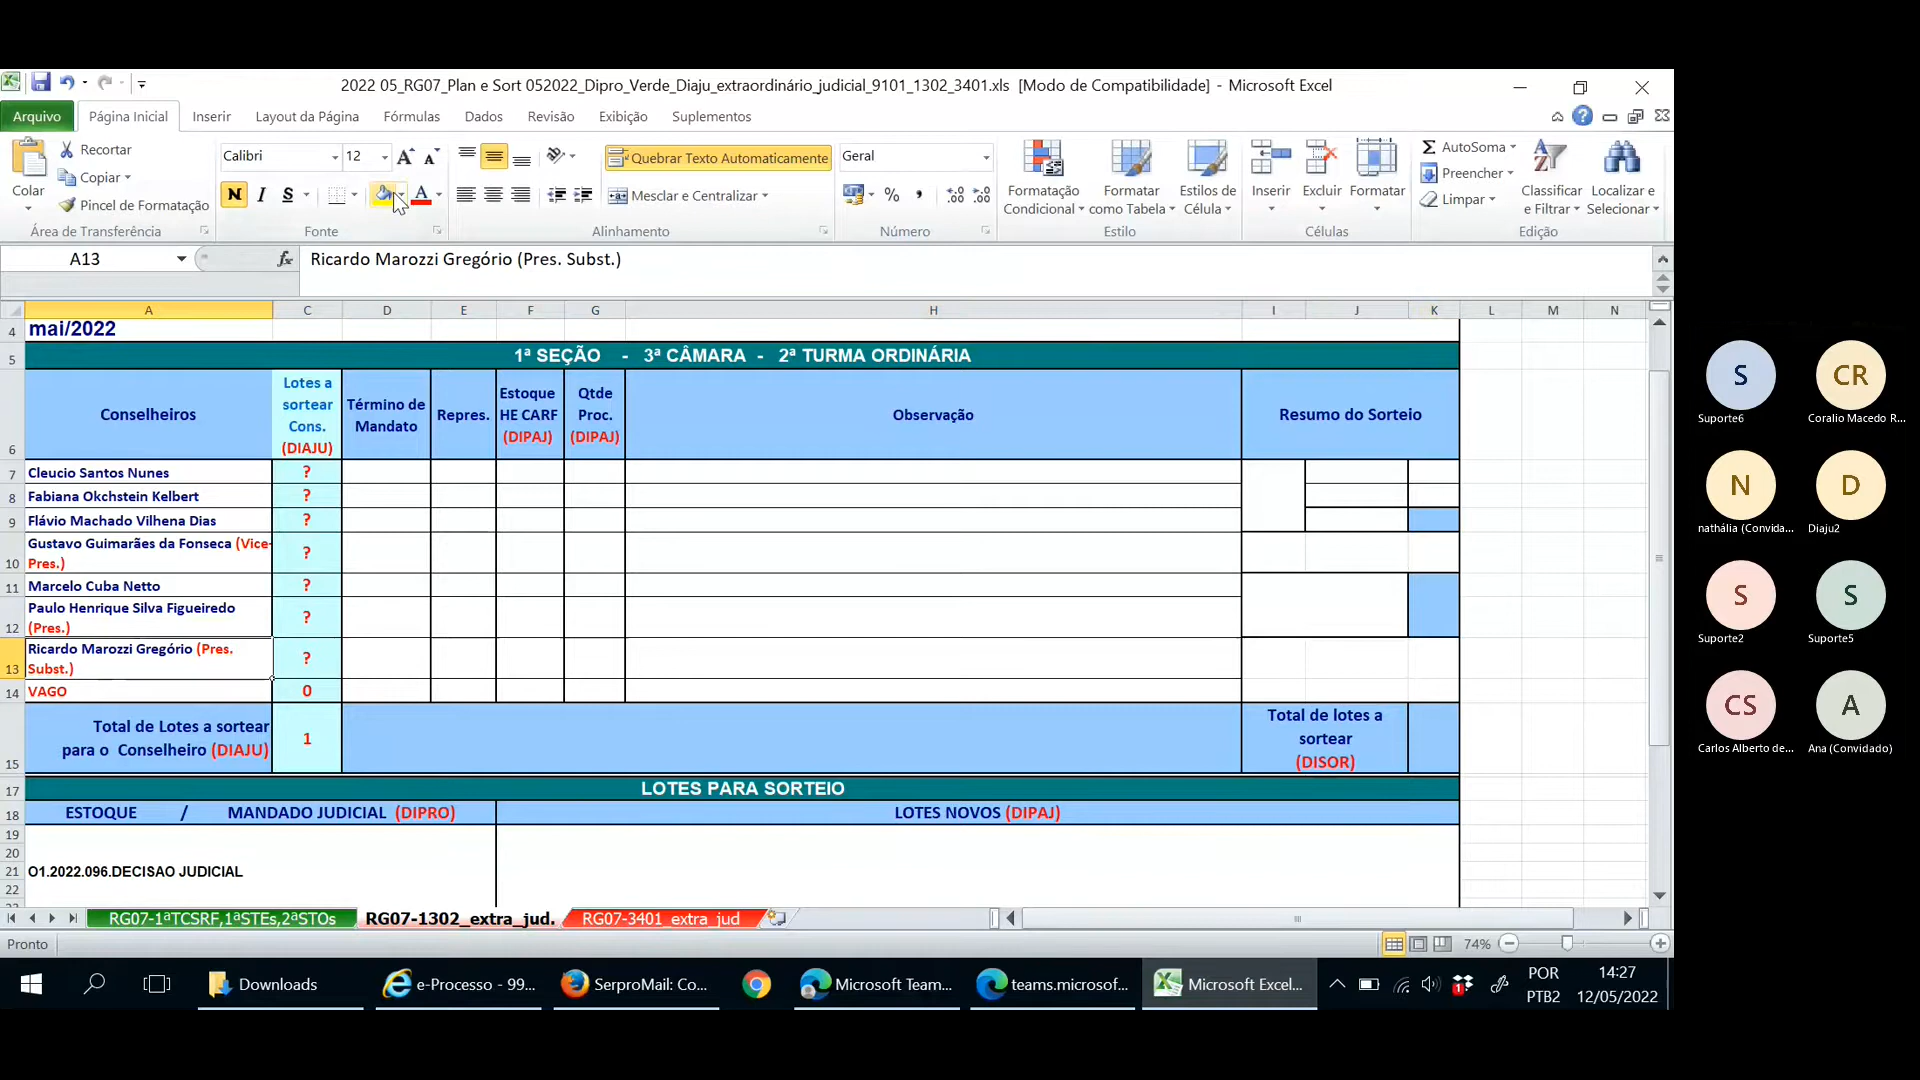 2022 05_RG07_Plan e Sort 052022_Dipro_Verde_Diaju_extraordinário_judicial_9101_1302_3401.xls [Modo de Compatibilidade] - Microsoft Excel
Arquivo Página Inicial Inserir Layout da Página Fórmulas Dados Revisão Exibição Suplementos
Colar
Recortar
Copiar
Pincel de Formatação
Área de Transferência
Calibri 12
N I S
Fonte
Quebrar Texto Automaticamente
Mesclar e Centralizar
Alinhamento
Geral
Número
Formatação Condicional
Formatar como Tabela
Estilos de Célula
Estilo
Inserir
Excluir
Formatar
Células
AutoSoma
Preencher
Limpar
Classificar e Filtrar
Localizar e Selecionar
Edição
A13 fx Ricardo Marozzi Gregório (Pres. Subst.)
A C D E F G H I J K L M N
4 mai/2022
5 1ª SEÇÃO - 3ª CÂMARA - 2ª TURMA ORDINÁRIA
6 Conselheiros
Lotes a sortear Cons. (DIAJU)
Término de Mandato
Repres.
Estoque HE CARF (DIPAJ)
Qtde Proc. (DIPAJ)
Observação
Resumo do Sorteio
7 Cleucio Santos Nunes ?
8 Fabiana Okchstein Kelbert ?
9 Flávio Machado Vilhena Dias ?
10 Gustavo Guimarães da Fonseca (Vice-Pres.) ?
11 Marcelo Cuba Netto ?
12 Paulo Henrique Silva Figueiredo (Pres.) ?
13 Ricardo Marozzi Gregório (Pres. Subst.) ?
14 VAGO 0
15 Total de Lotes a sortear para o Conselheiro (DIAJU) 1
Total de lotes a sortear (DISOR)
17 LOTES PARA SORTEIO
18 ESTOQUE / MANDADO JUDICIAL (DIPRO) LOTES NOVOS (DIPAJ)
19
20
21 O1.2022.096.DECISAO JUDICIAL
22
RG07-1ªTCSRF,1ªSTEs,2ªSTOs RG07-1302_extra_jud. RG07-3401_extra_jud
Pronto 74%
Downloads e-Processo - 99... SerproMail: Co... Microsoft Team... teams.microsof... Microsoft Excel...
1
POR
PTB2
14:27
12/05/2022
S
Suporte6
CR
Coralio Macedo R...
N
nathália (Convida...
D
Diaju2
S
Suporte2
S
Suporte5
CS
Carlos Alberto de...
A
Ana (Convidado)